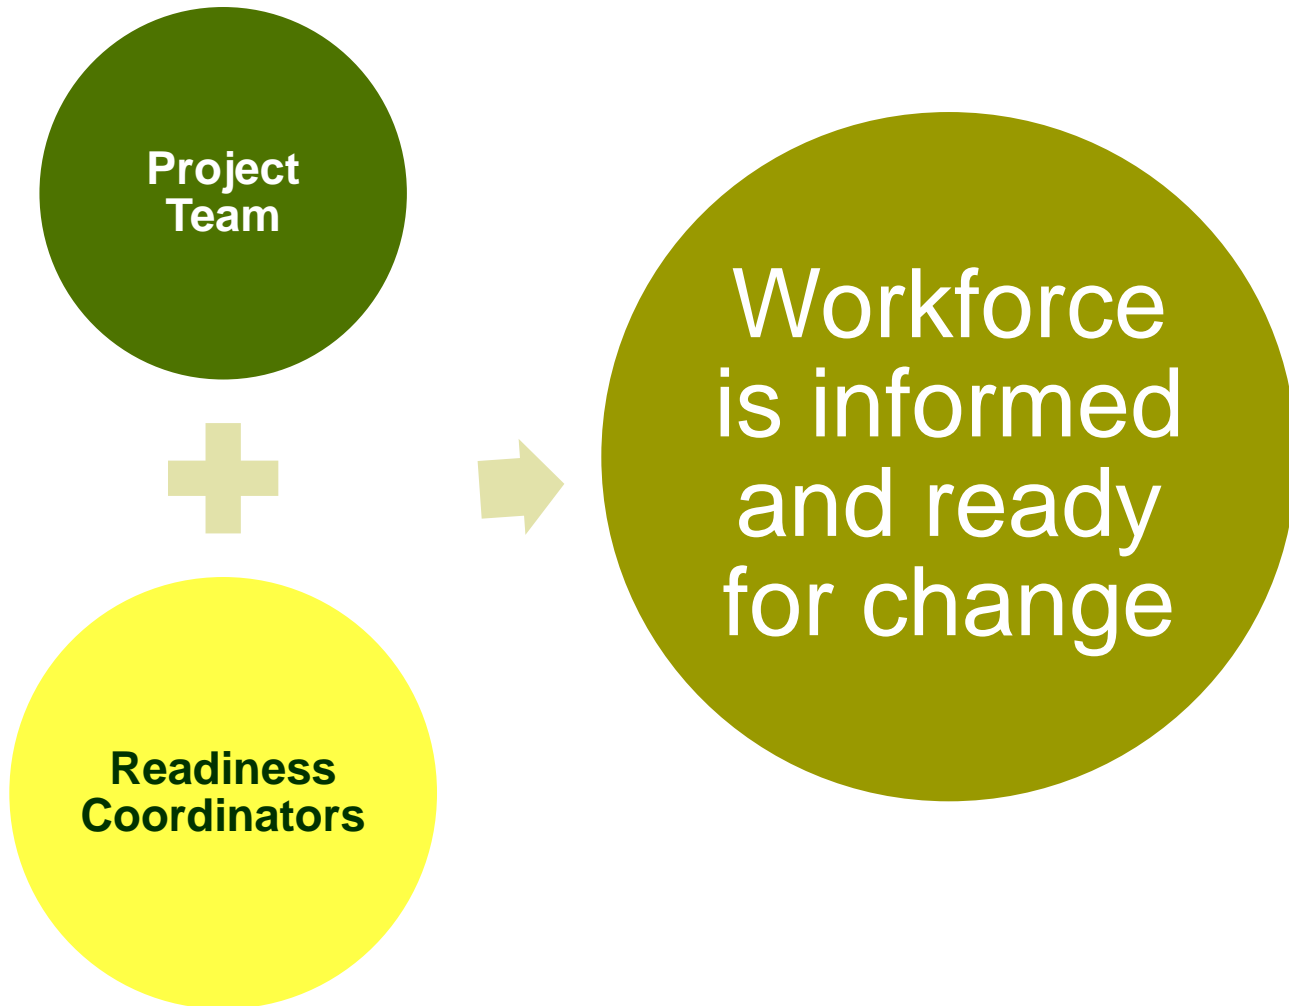 Project
Team
Readiness
Coordinators
Workforce
is informed
and ready
for change